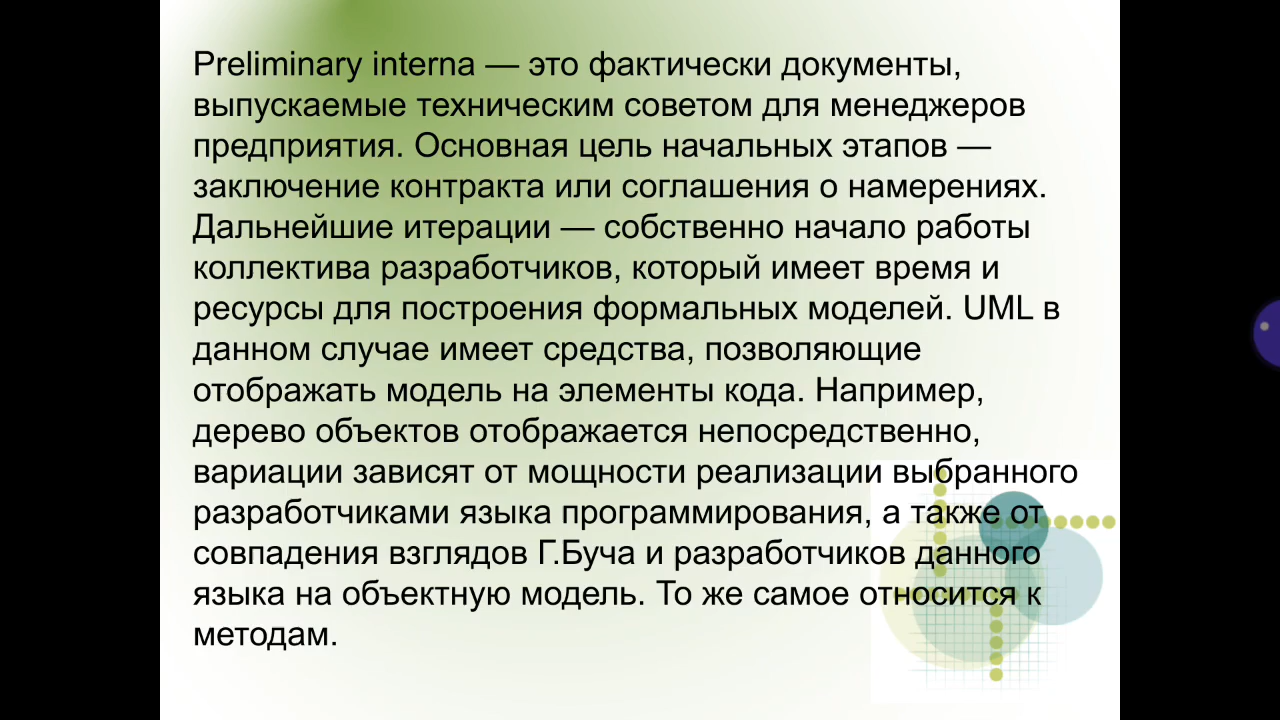 Preliminary interna — это фактически документы,
выпускаемые техническим советом для менеджеров
предприятия. Основная цель начальных этапов —
заключение контракта или соглашения о намерениях.
Дальнейшие итерации — собственно начало работы
коллектива разработчиков, который имеет время и
ресурсы для построения формальных моделей. UML в
данном случае имеет средства, позволяющие
отображать модель на элементы кода. Например,
дерево объектов отображается непосредственно,
вариации зависят от мощности реализации выбранного
разработчиками языка программирования, а также от
совпадения взглядов Г.Буча и разработчиков данного
языка на объектную модель. То же самое относится к
методам.